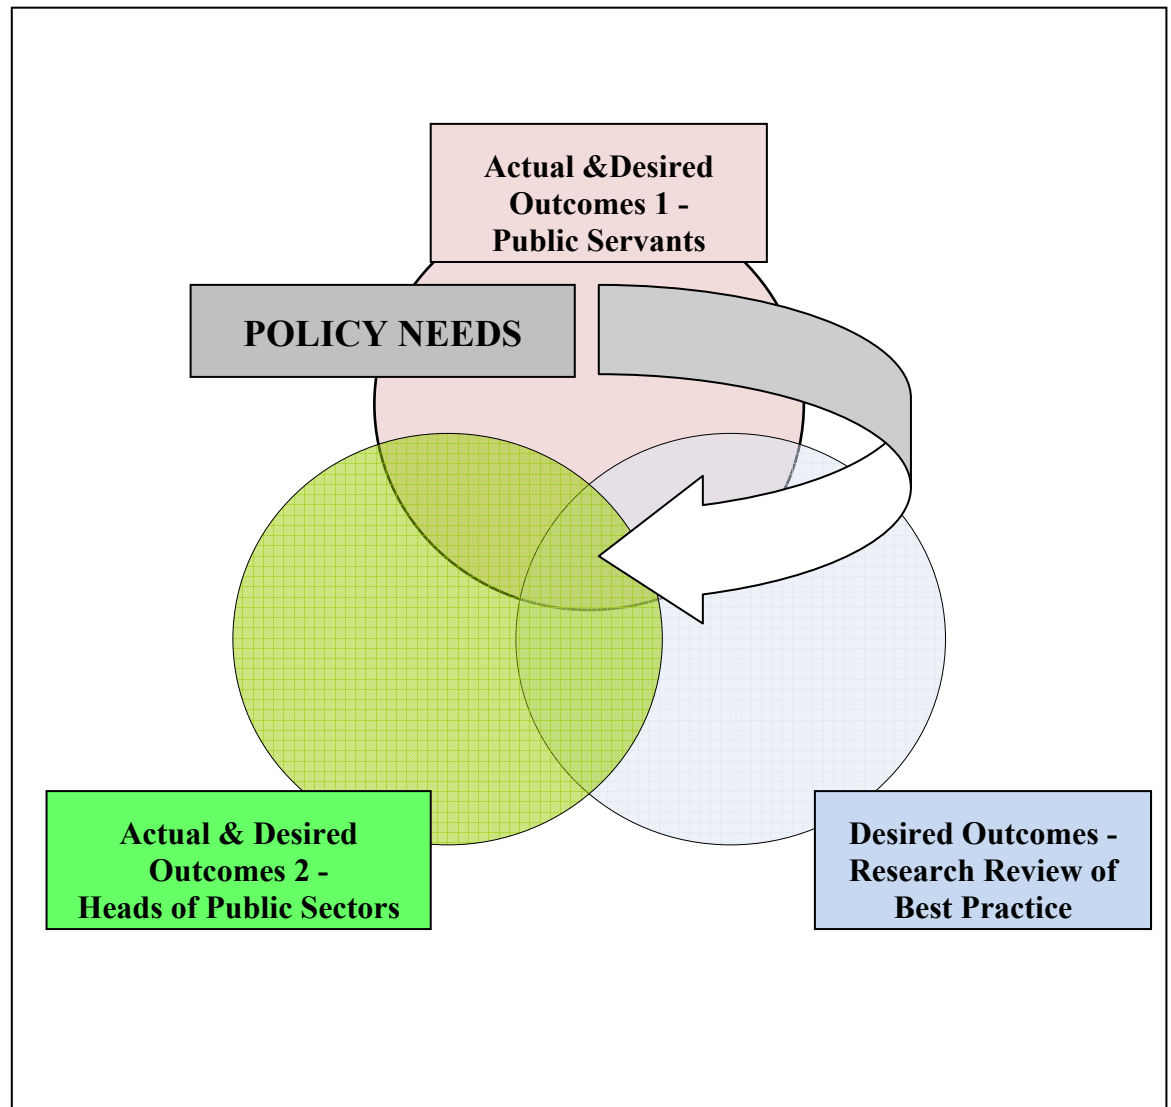 Actual &Desired
Outcomes 1 -
Public Servants
POLICY NEEDS
Actual & Desired
Outcomes 2 -
Heads of Public Sectors
Desired Outcomes -
Research Review of
Best Practice